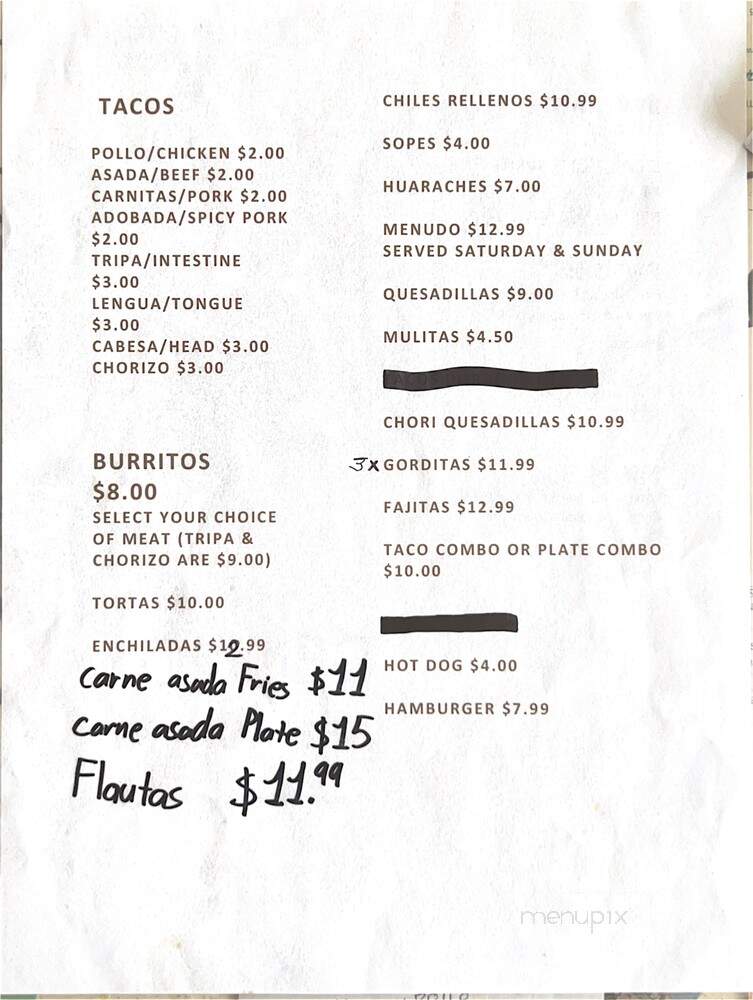 TACOS
POLLO/CHICKEN $2.00
ASADA/BEEF $2.00
CARNITAS/PORK $2.00
ADOBADA/SPICY PORK
$2.00
TRIPA/INTESTINE
$3.00
LENGUA/TONGUE
$3.00
CABESA/HEAD $3.00
CHORIZO $3.00
BURRITOS
$8.00
SELECT YOUR CHOICE
OF MEAT (TRIPA &
CHORIZO ARE $9.00)
TORTAS $10.00
ENCHILADAS $12.99
Carne asada Fries $11
Carne asada Plate $15
Flautas $11.99
CHILES RELLENOS $10.99
SOPES $4.00
HUARACHES $7.00
MENUDO $12.99
SERVED SATURDAY & SUNDAY
QUESADILLAS $9.00
MULITAS $4.50
CHORI QUESADILLAS $10.99
3x GORDITAS $11.99
FAJITAS $12.99
TACO COMBO OR PLATE COMBO
$10.00
HOT DOG $4.00
HAMBURGER $7.99
menupix